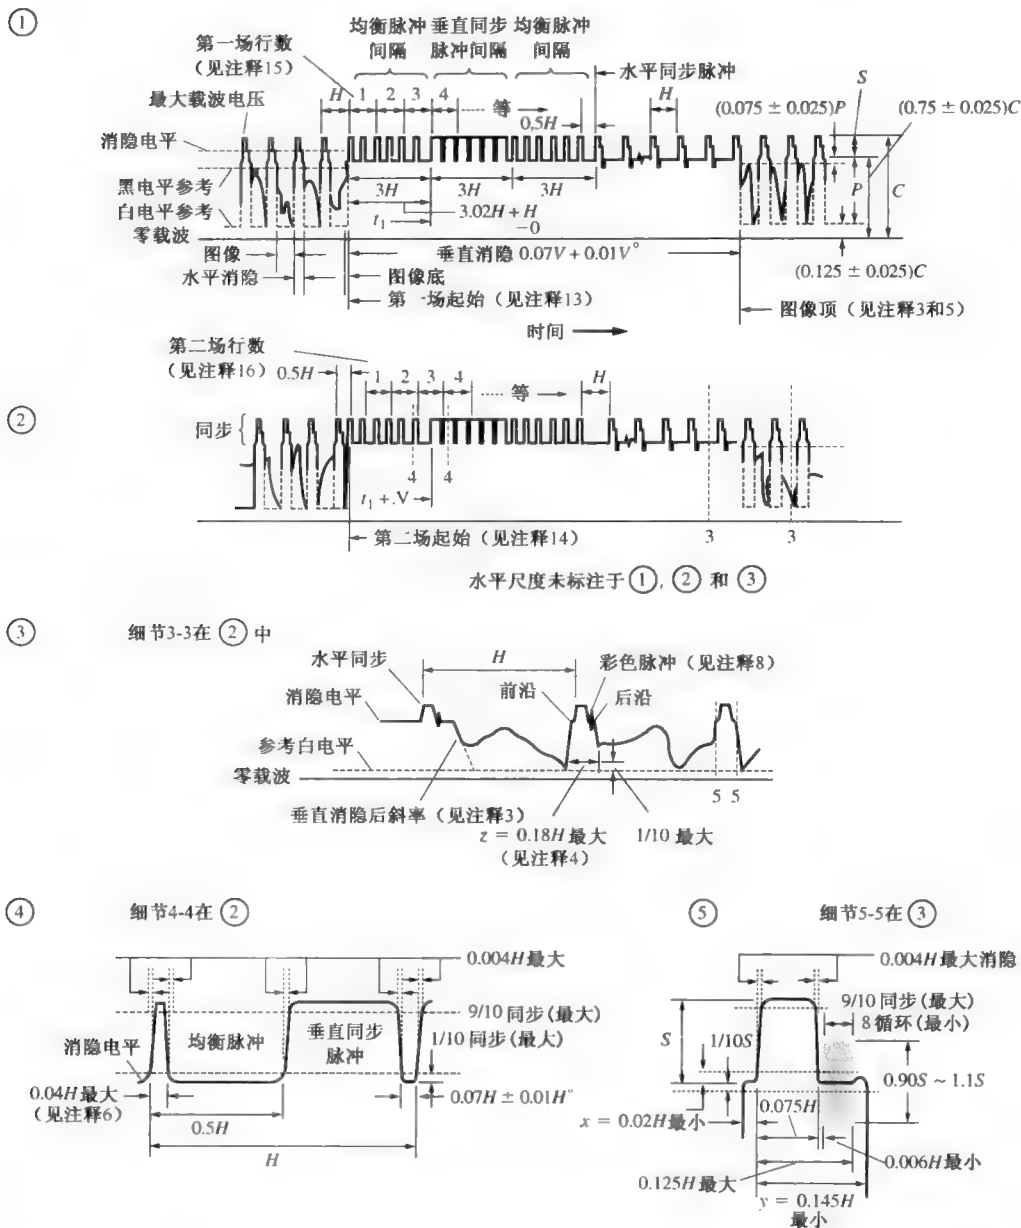 ①
均衡脉冲 垂直同步 均衡脉冲
间隔 脉冲间隔 间隔
第一场行数
（见注释15）
水平同步脉冲
S
最大载波电压
H
1 2 3 4
····· 等
H
(0.075 ± 0.025)P
(0.75 ± 0.025)C
0.5H
消隐电平
黑电平参考
3H 3H 3H
P
C
白电平参考
t₁
3.02H + H
−0
零载波
图像
垂直消隐 0.07V + 0.01V°
水平消隐
图像底
(0.125 ± 0.025)C
第一场起始（见注释13）
图像顶（见注释3和5）
时间
第二场行数
（见注释16）
0.5H
1 2 3 4
····· 等
H
②
同步
4 4
3 3
t₁ + .V
第二场起始（见注释14）
水平尺度未标注于 ①, ② 和 ③
③
细节3-3在 ② 中
水平同步
H
彩色脉冲（见注释8）
消隐电平
前沿
后沿
参考白电平
零载波
5 5
垂直消隐后斜率（见注释3）
z = 0.18H 最大
（见注释4）
1/10 最大
④
细节4-4在 ②
0.004H最大
9/10 同步 (最大)
均衡脉冲
垂直同步
脉冲
1/10 同步 (最大)
消隐电平
0.04H最大
（见注释6）
0.07H ± 0.01H°
0.5H
H
⑤
细节5-5在 ③
0.004H最大消隐
9/10 同步 (最大)
8 循环 (最小)
S
1/10S
0.90S ~ 1.1S
x = 0.02H最小
0.075H
0.006H最小
0.125H最大
y = 0.145H
最小